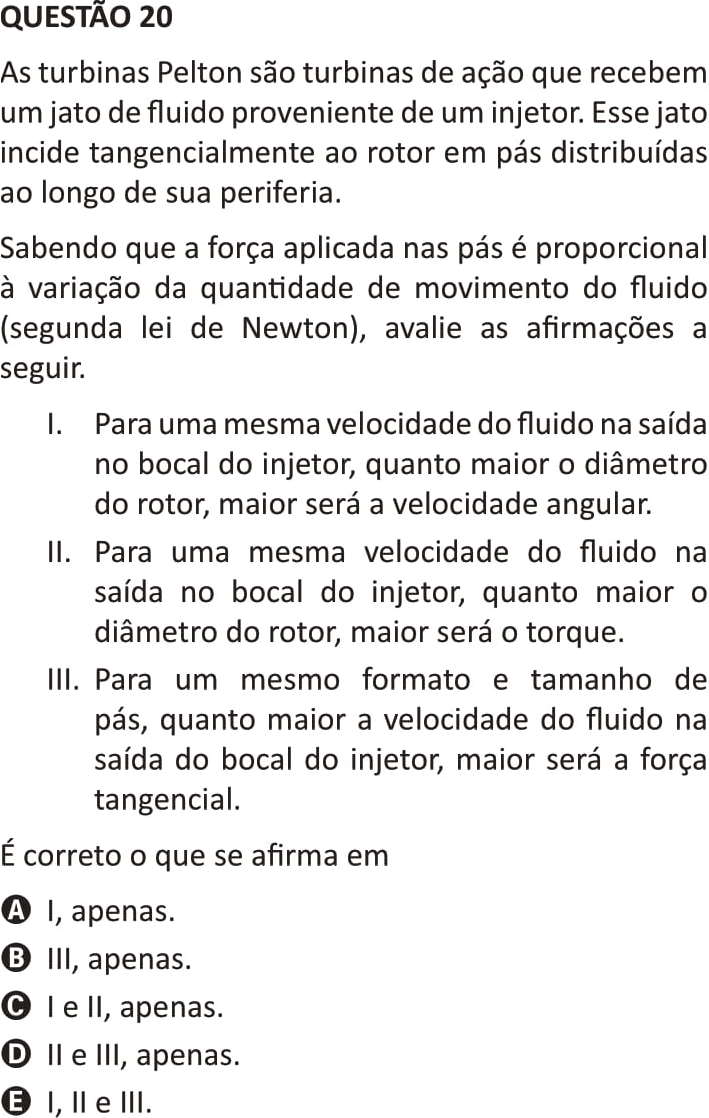 QUESTÃO 20
As turbinas Pelton são turbinas de ação que recebem
um jato de fluido proveniente de um injetor. Esse jato
incide tangencialmente ao rotor em pás distribuídas
ao longo de sua periferia.
Sabendo que a força aplicada nas pás é proporcional
à variação da quantidade de movimento do fluido
(segunda lei de Newton), avalie as afirmações a
seguir.
I. Para uma mesma velocidade do fluido na saída
no bocal do injetor, quanto maior o diâmetro
do rotor, maior será a velocidade angular.
II. Para uma mesma velocidade do fluido na
saída no bocal do injetor, quanto maior o
diâmetro do rotor, maior será o torque.
III. Para um mesmo formato e tamanho de
pás, quanto maior a velocidade do fluido na
saída do bocal do injetor, maior será a força
tangencial.
É correto o que se afirma em
A I, apenas.
B III, apenas.
C I e II, apenas.
D II e III, apenas.
E I, II e III.